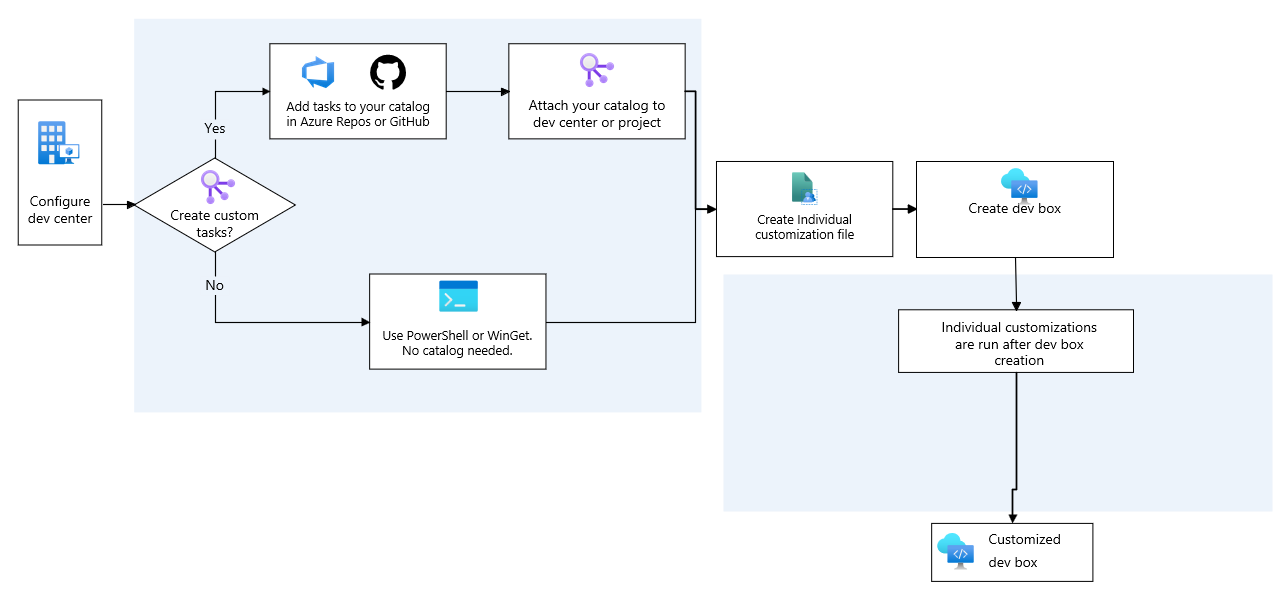 Configure
dev center
Create custom
tasks?
Yes
Add tasks to your catalog
in Azure Repos or GitHub
Attach your catalog to
dev center or project
No
Use PowerShell or WinGet.
No catalog needed.
Create Individual
customization file
Create dev box
Individual customizations
are run after dev box
creation
Customized
dev box